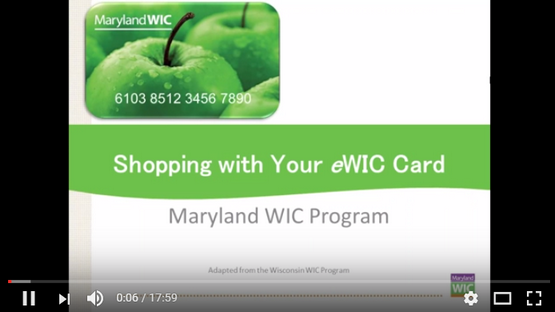 Maryland WIC
6103 8512 3456 7890
Shopping with Your eWIC Card
Maryland WIC Program
Adapted from the Wisconsin WIC Program
Maryland
WIC
0:06 / 17:59